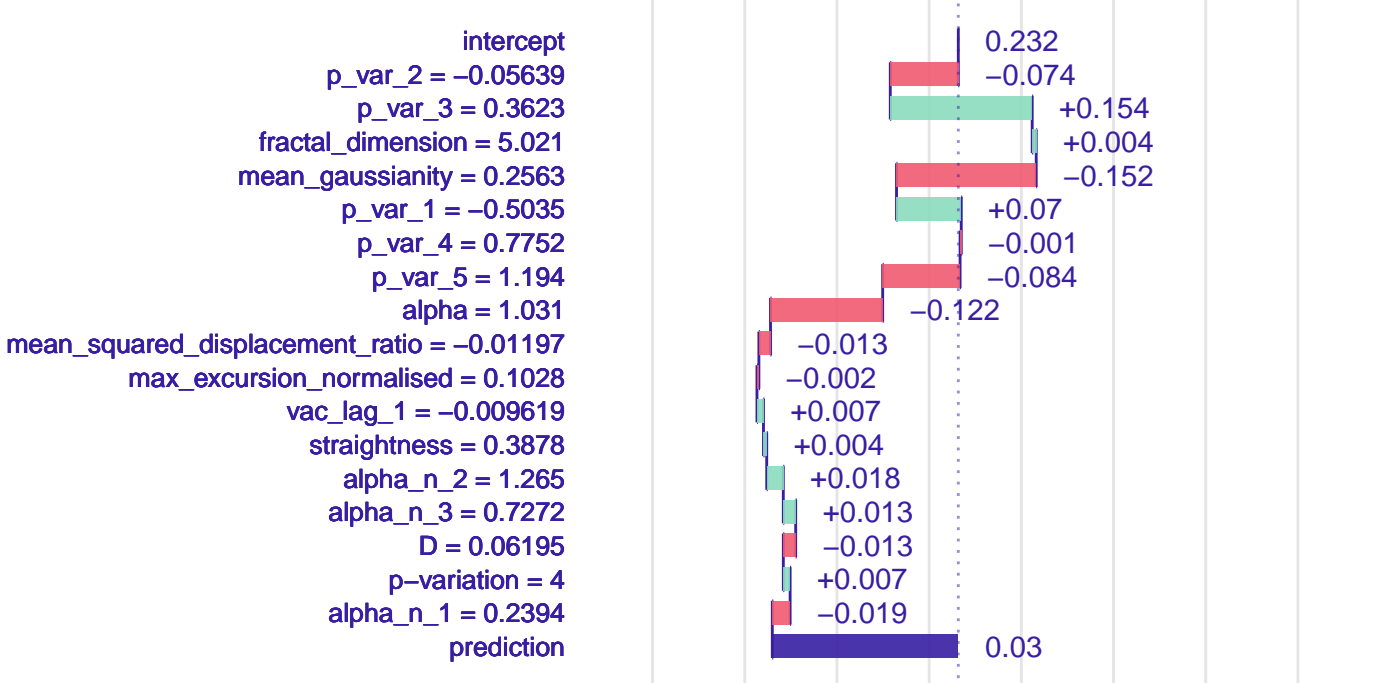 intercept 0.232
p_var_2 = −0.05639 −0.074
p_var_3 = 0.3623 +0.154
fractal_dimension = 5.021 +0.004
mean_gaussianity = 0.2563 −0.152
p_var_1 = −0.5035 +0.07
p_var_4 = 0.7752 −0.001
p_var_5 = 1.194 −0.084
alpha = 1.031 −0.122
mean_squared_displacement_ratio = −0.01197 −0.013
max_excursion_normalised = 0.1028 −0.002
vac_lag_1 = −0.009619 +0.007
straightness = 0.3878 +0.004
alpha_n_2 = 1.265 +0.018
alpha_n_3 = 0.7272 +0.013
D = 0.06195 −0.013
p−variation = 4 +0.007
alpha_n_1 = 0.2394 −0.019
prediction 0.03